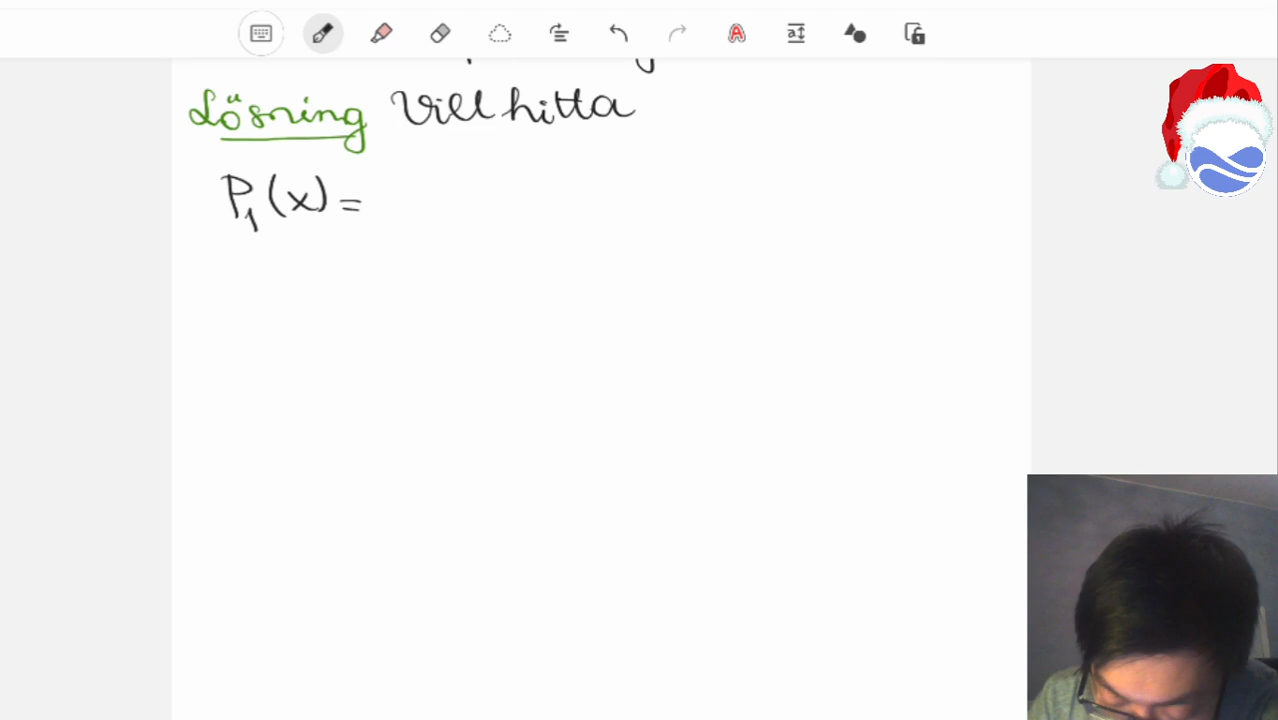 Lösning Vill hitta
P₁(x) =